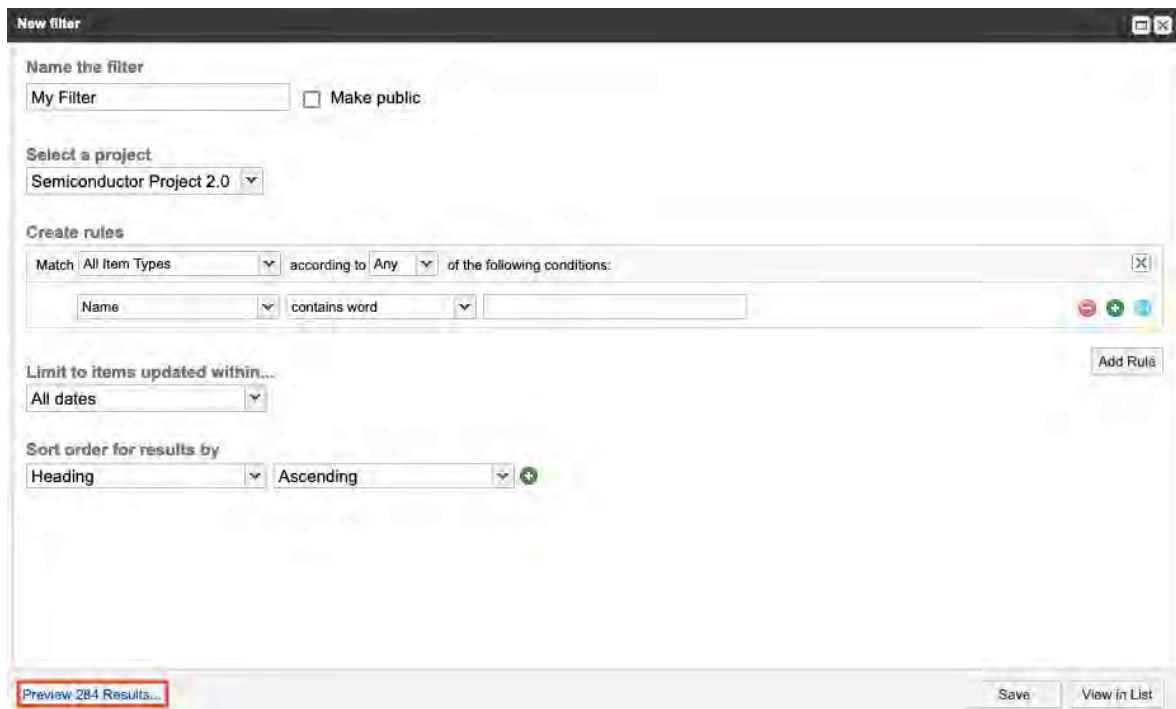 New filter
Name the filter
My Filter Make public
Select a project
Semiconductor Project 2.0
Create rules
Match All Item Types according to Any of the following conditions:
Name contains word
Add Rule
Limit to items updated within...
All dates
Sort order for results by
Heading Ascending
Preview 284 Results... Save View in List